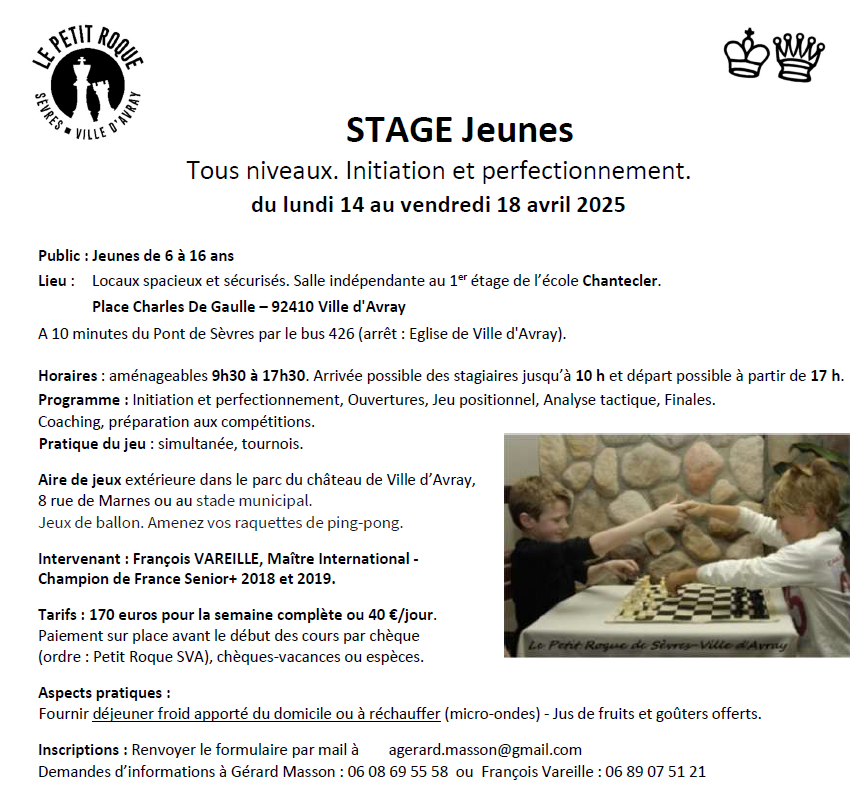 LE PETIT ROQUE
SÈVRES ▪ VILLE D'AVRAY
STAGE Jeunes
Tous niveaux. Initiation et perfectionnement.
du lundi 14 au vendredi 18 avril 2025
Public : Jeunes de 6 à 16 ans
Lieu : Locaux spacieux et sécurisés. Salle indépendante au 1er étage de l’école Chantecler.
Place Charles De Gaulle – 92410 Ville d'Avray
A 10 minutes du Pont de Sèvres par le bus 426 (arrêt : Eglise de Ville d'Avray).
Horaires : aménageables 9h30 à 17h30. Arrivée possible des stagiaires jusqu’à 10 h et départ possible à partir de 17 h.
Programme : Initiation et perfectionnement, Ouvertures, Jeu positionnel, Analyse tactique, Finales.
Coaching, préparation aux compétitions.
Pratique du jeu : simultanée, tournois.
Aire de jeux extérieure dans le parc du château de Ville d’Avray,
8 rue de Marnes ou au stade municipal.
Jeux de ballon. Amenez vos raquettes de ping-pong.
Intervenant : François VAREILLE, Maître International -
Champion de France Senior+ 2018 et 2019.
Tarifs : 170 euros pour la semaine complète ou 40 €/jour.
Paiement sur place avant le début des cours par chèque
(ordre : Petit Roque SVA), chèques-vacances ou espèces.
Le Petit Roque de Sèvres-Ville d'Avray
Aspects pratiques :
Fournir déjeuner froid apporté du domicile ou à réchauffer (micro-ondes) - Jus de fruits et goûters offerts.
Inscriptions : Renvoyer le formulaire par mail à agerard.masson@gmail.com
Demandes d’informations à Gérard Masson : 06 08 69 55 58 ou François Vareille : 06 89 07 51 21